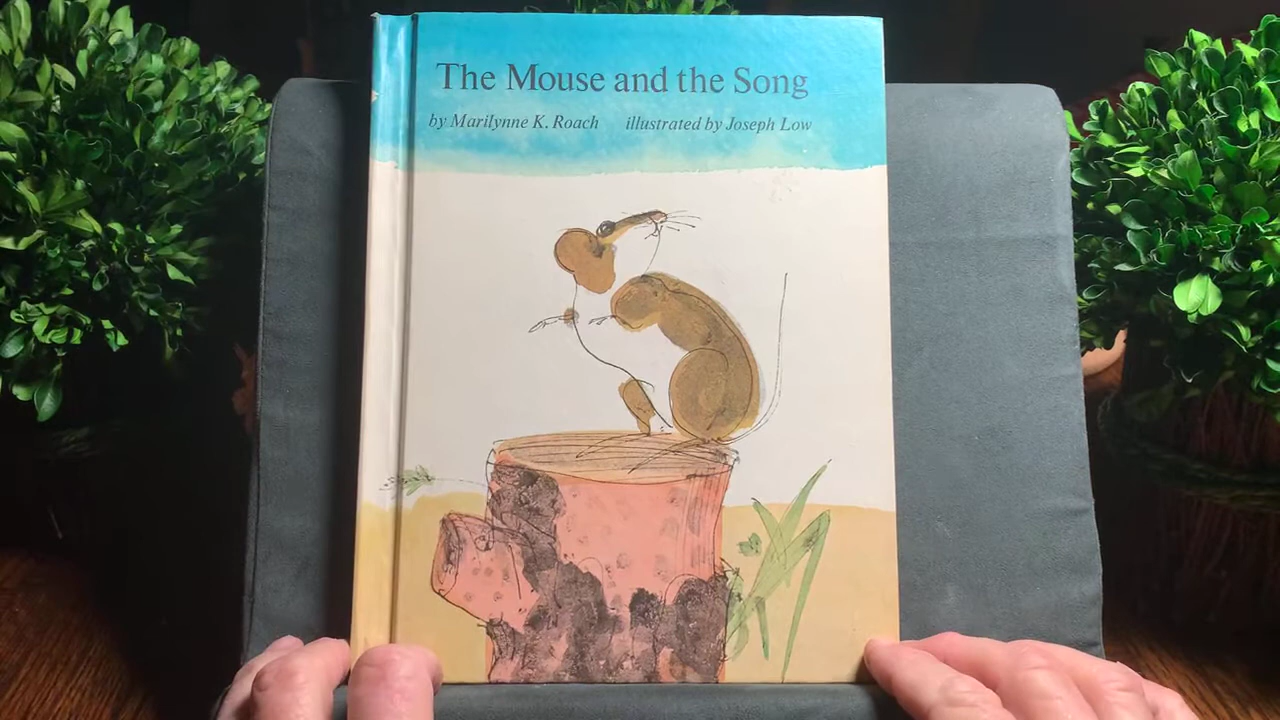 The Mouse and the Song
by Marilynne K. Roach illustrated by Joseph Low